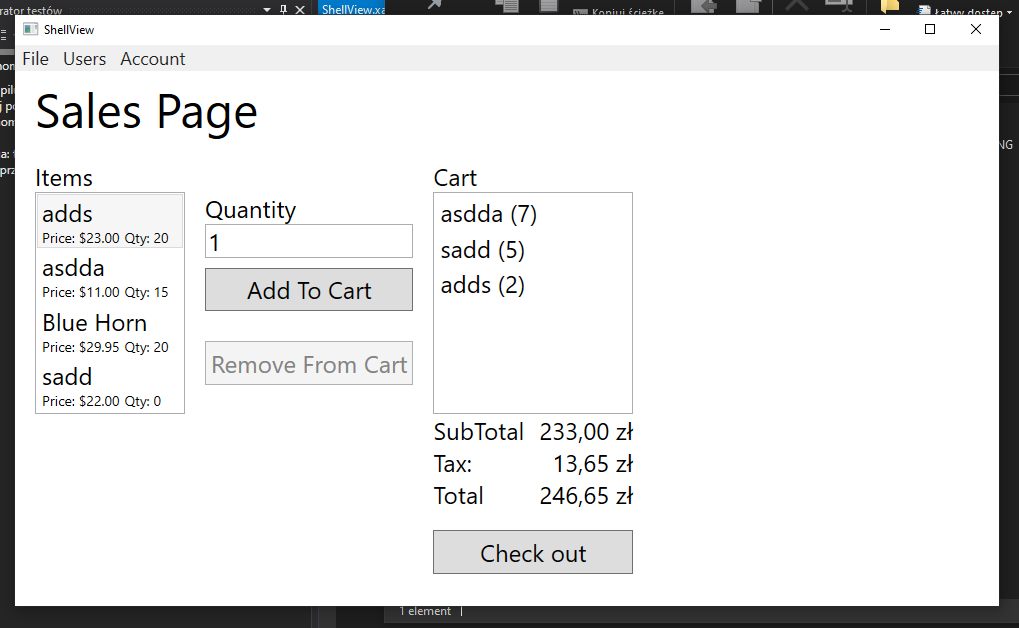 rator testów
ShellView.xa
Kopiuj ścieżkę
Łatwy dostęp
ShellView
File Users Account
Sales Page
Items
adds
Price: $23.00 Qty: 20
asdda
Price: $11.00 Qty: 15
Blue Horn
Price: $29.95 Qty: 20
sadd
Price: $22.00 Qty: 0
Quantity
1
Add To Cart
Remove From Cart
Cart
asdda (7)
sadd (5)
adds (2)
SubTotal 233,00 zł
Tax: 13,65 zł
Total 246,65 zł
Check out
NG
1 element